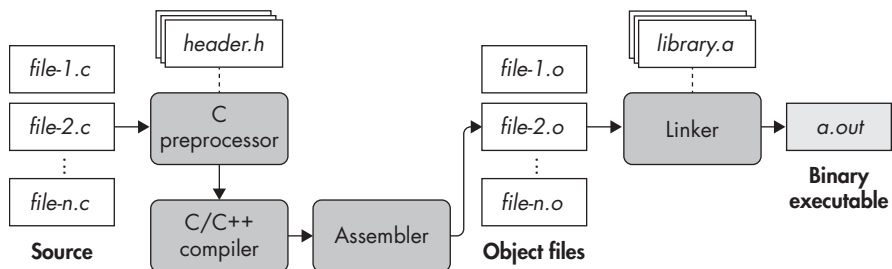 header.h
library.a
file-1.c
file-1.o
file-2.c
C
preprocessor
file-2.o
Linker
a.out
⋮
⋮
Binary
executable
file-n.c
C/C++
compiler
Assembler
file-n.o
Source
Object files